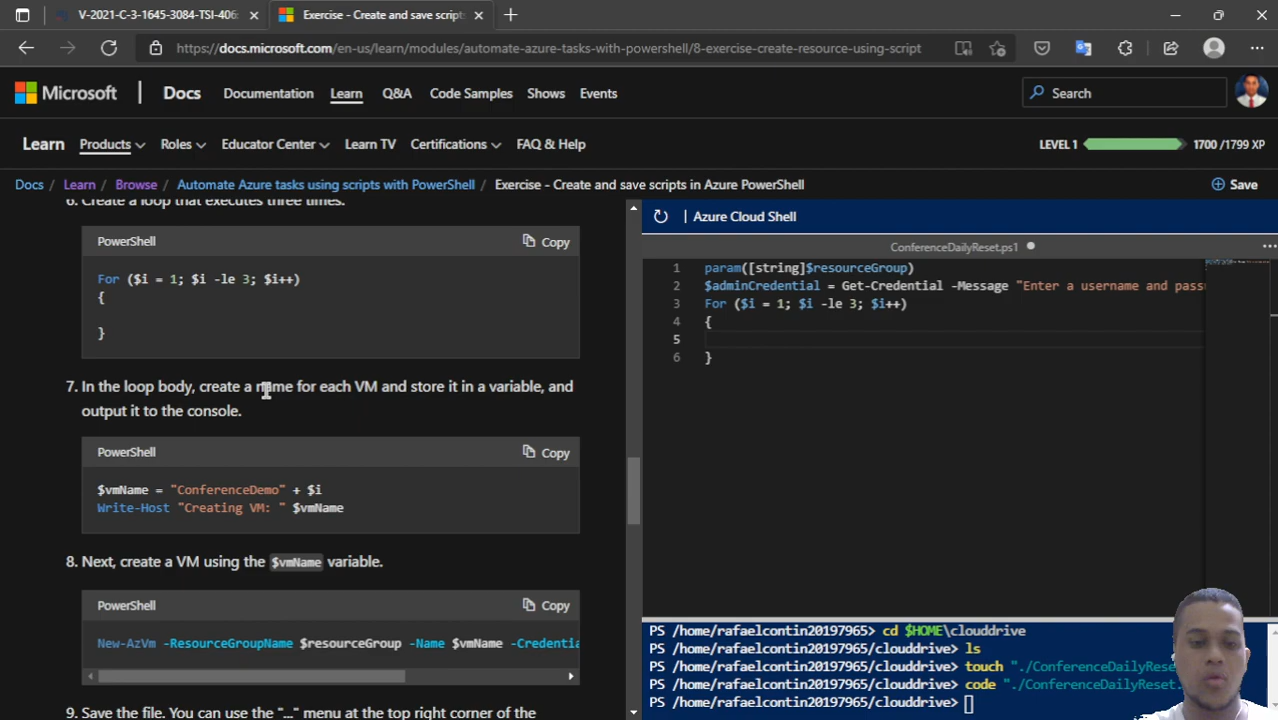 V-2021-C-3-1645-3084-TSI-406
Exercise - Create and save scripts
https://docs.microsoft.com/en-us/learn/modules/automate-azure-tasks-with-powershell/8-exercise-create-resource-using-script
Microsoft Docs Documentation Learn Q&A Code Samples Shows Events Search
Learn Products Roles Educator Center Learn TV Certifications FAQ & Help LEVEL 1 1700 /1799 XP
Docs / Learn / Browse / Automate Azure tasks using scripts with PowerShell / Exercise - Create and save scripts in Azure PowerShell Save
6. Create a loop that executes three times.
PowerShell Copy
For ($i = 1; $i -le 3; $i++)
{
}
7. In the loop body, create a name for each VM and store it in a variable, and
output it to the console.
PowerShell Copy
$vmName = "ConferenceDemo" + $i
Write-Host "Creating VM: " $vmName
8. Next, create a VM using the $vmName variable.
PowerShell Copy
New-AzVm -ResourceGroupName $resourceGroup -Name $vmName -Credentia
9. Save the file. You can use the "..." menu at the top right corner of the
Azure Cloud Shell
ConferenceDailyReset.ps1
1 param([string]$resourceGroup)
2 $adminCredential = Get-Credential -Message "Enter a username and pass
3 For ($i = 1; $i -le 3; $i++)
4 {
5
6 }
PS /home/rafaelcontin20197965> cd $HOME\clouddrive
PS /home/rafaelcontin20197965/clouddrive> ls
PS /home/rafaelcontin20197965/clouddrive> touch "./ConferenceDailyRese
PS /home/rafaelcontin20197965/clouddrive> code "./ConferenceDailyReset.
PS /home/rafaelcontin20197965/clouddrive>